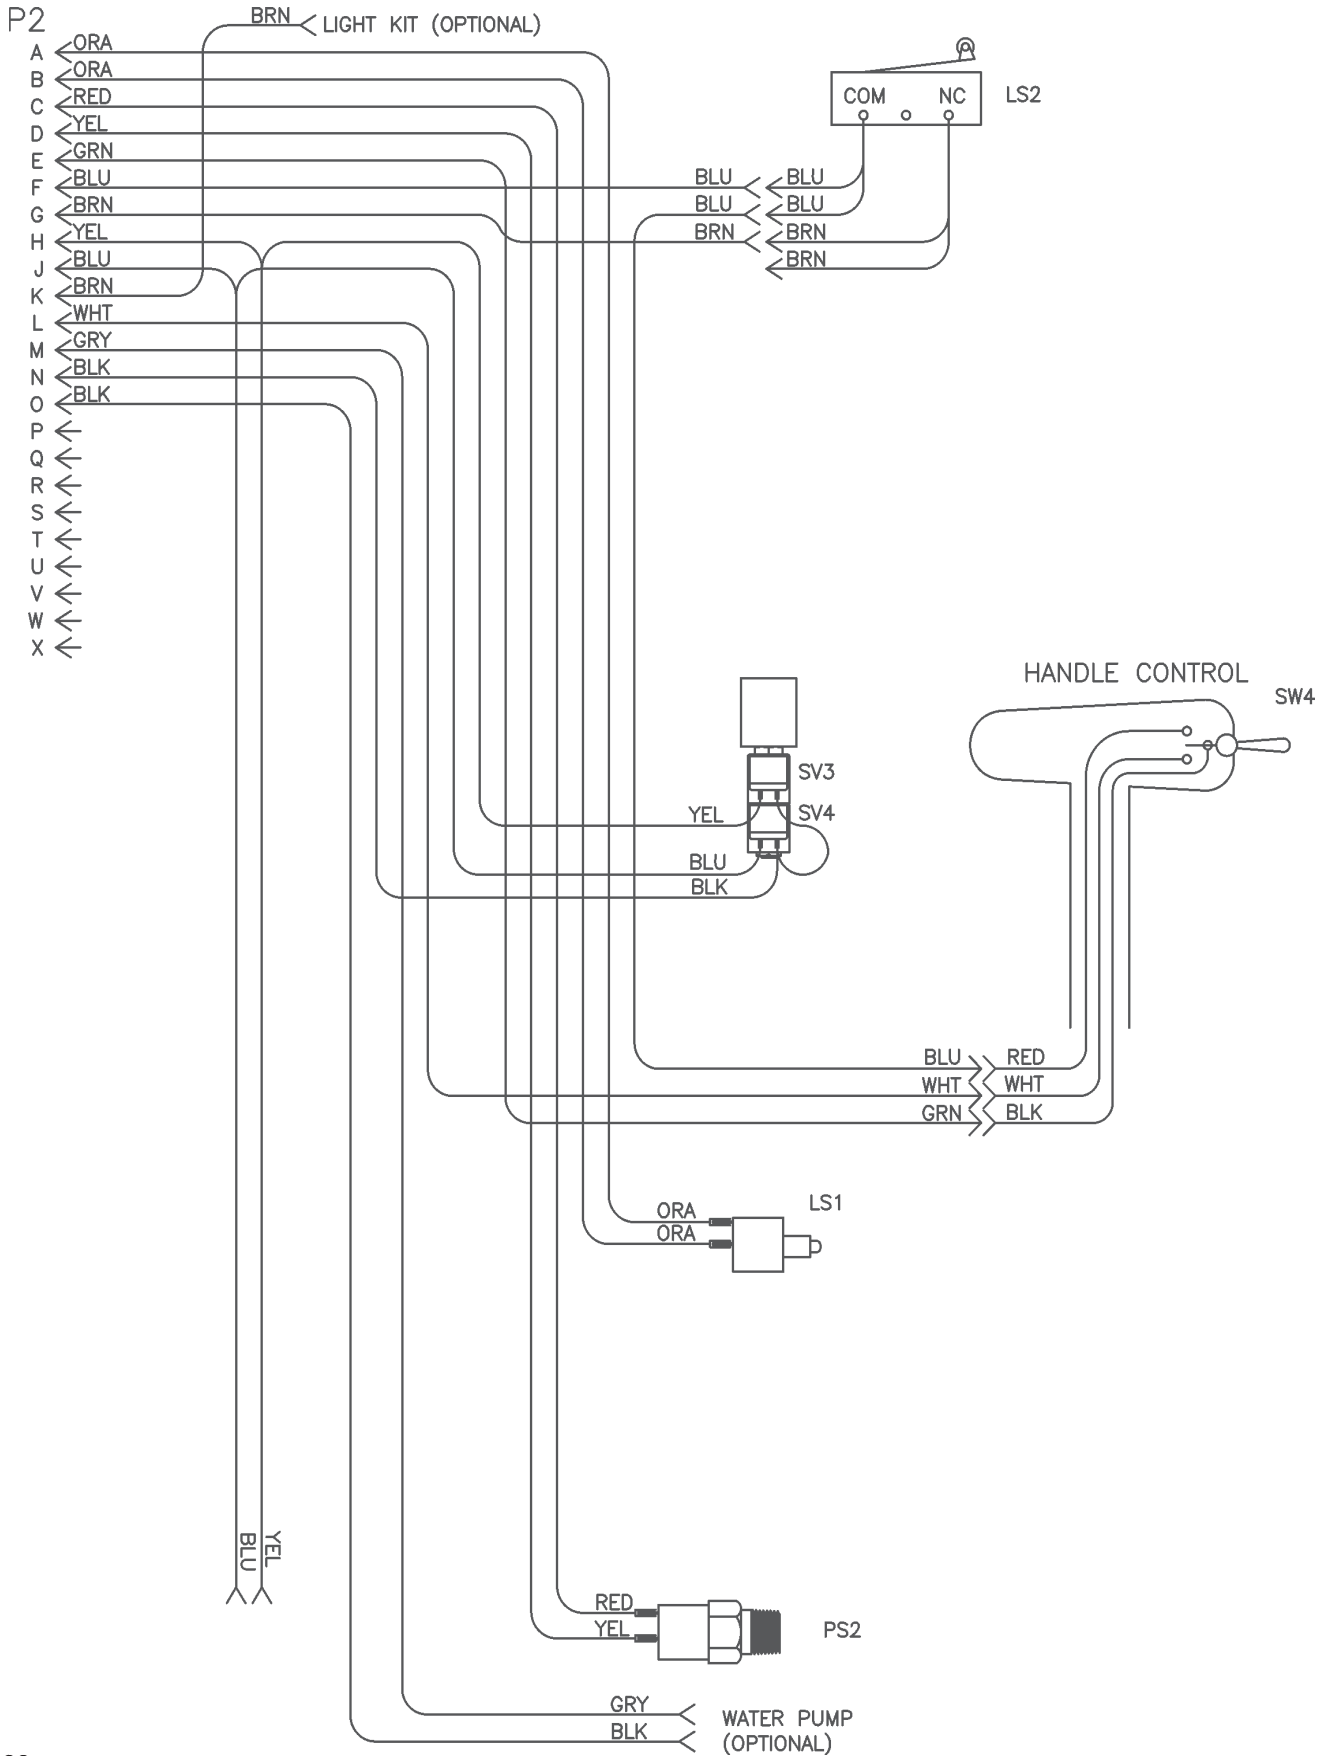 P2
BRN LIGHT KIT (OPTIONAL)
A ORA
B ORA
C RED
D YEL
E GRN
F BLU
G BRN
H YEL
J BLU
K BRN
L WHT
M GRY
N BLK
O BLK
P
Q
R
S
T
U
V
W
X
COM NC LS2
BLU BLU
BLU BLU
BRN BRN
BRN
HANDLE CONTROL
SW4
SV3
YEL SV4
BLU
BLK
BLU RED
WHT WHT
GRN BLK
LS1
ORA
ORA
BLU YEL
RED
YEL
PS2
GRY
BLK
WATER PUMP
(OPTIONAL)